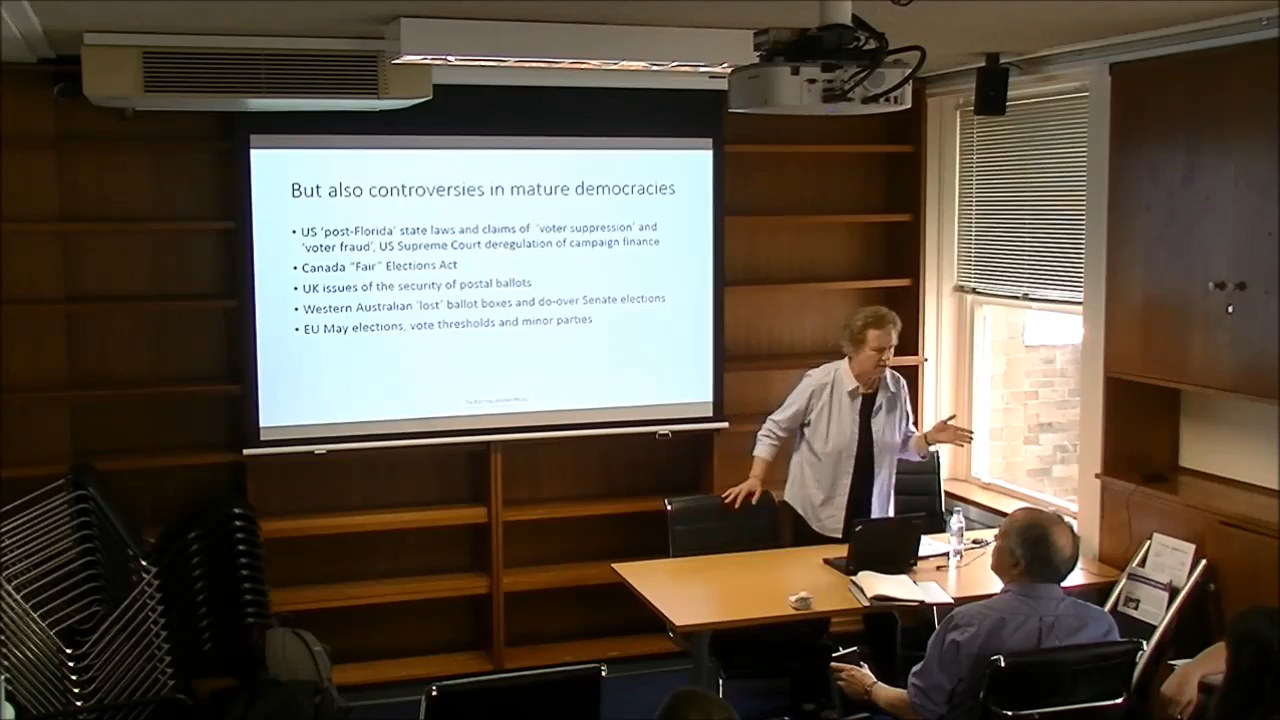 But also controversies in mature democracies
• US 'post-Florida' state laws and claims of 'voter suppression' and
'voter fraud', US Supreme Court deregulation of campaign finance
• Canada "Fair" Elections Act
• UK issues of the security of postal ballots
• Western Australian 'lost' ballot boxes and do-over Senate elections
• EU May elections, vote thresholds and minor parties